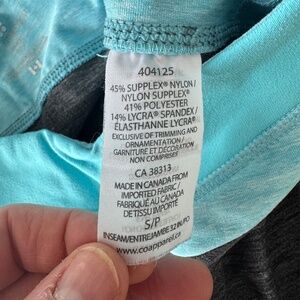 404125
45% SUPPLEX® NYLON /
NYLON SUPPLEX®
41% POLYESTER
14% LYCRA® SPANDEX /
ÉLASTHANNE LYCRA®
EXCLUSIVE OF TRIMMING AND
ORNAMENTATION /
GARNITURE ET DÉCORATION
NON COMPRISES
CA 38313
MADE IN CANADA FROM
IMPORTED FABRIC /
FABRIQUÉ AU CANADA
DE TISSU IMPORTÉ
S/P
INSEAM/ENTREJAMBE 32 IN./PO
www.coapparel.ca